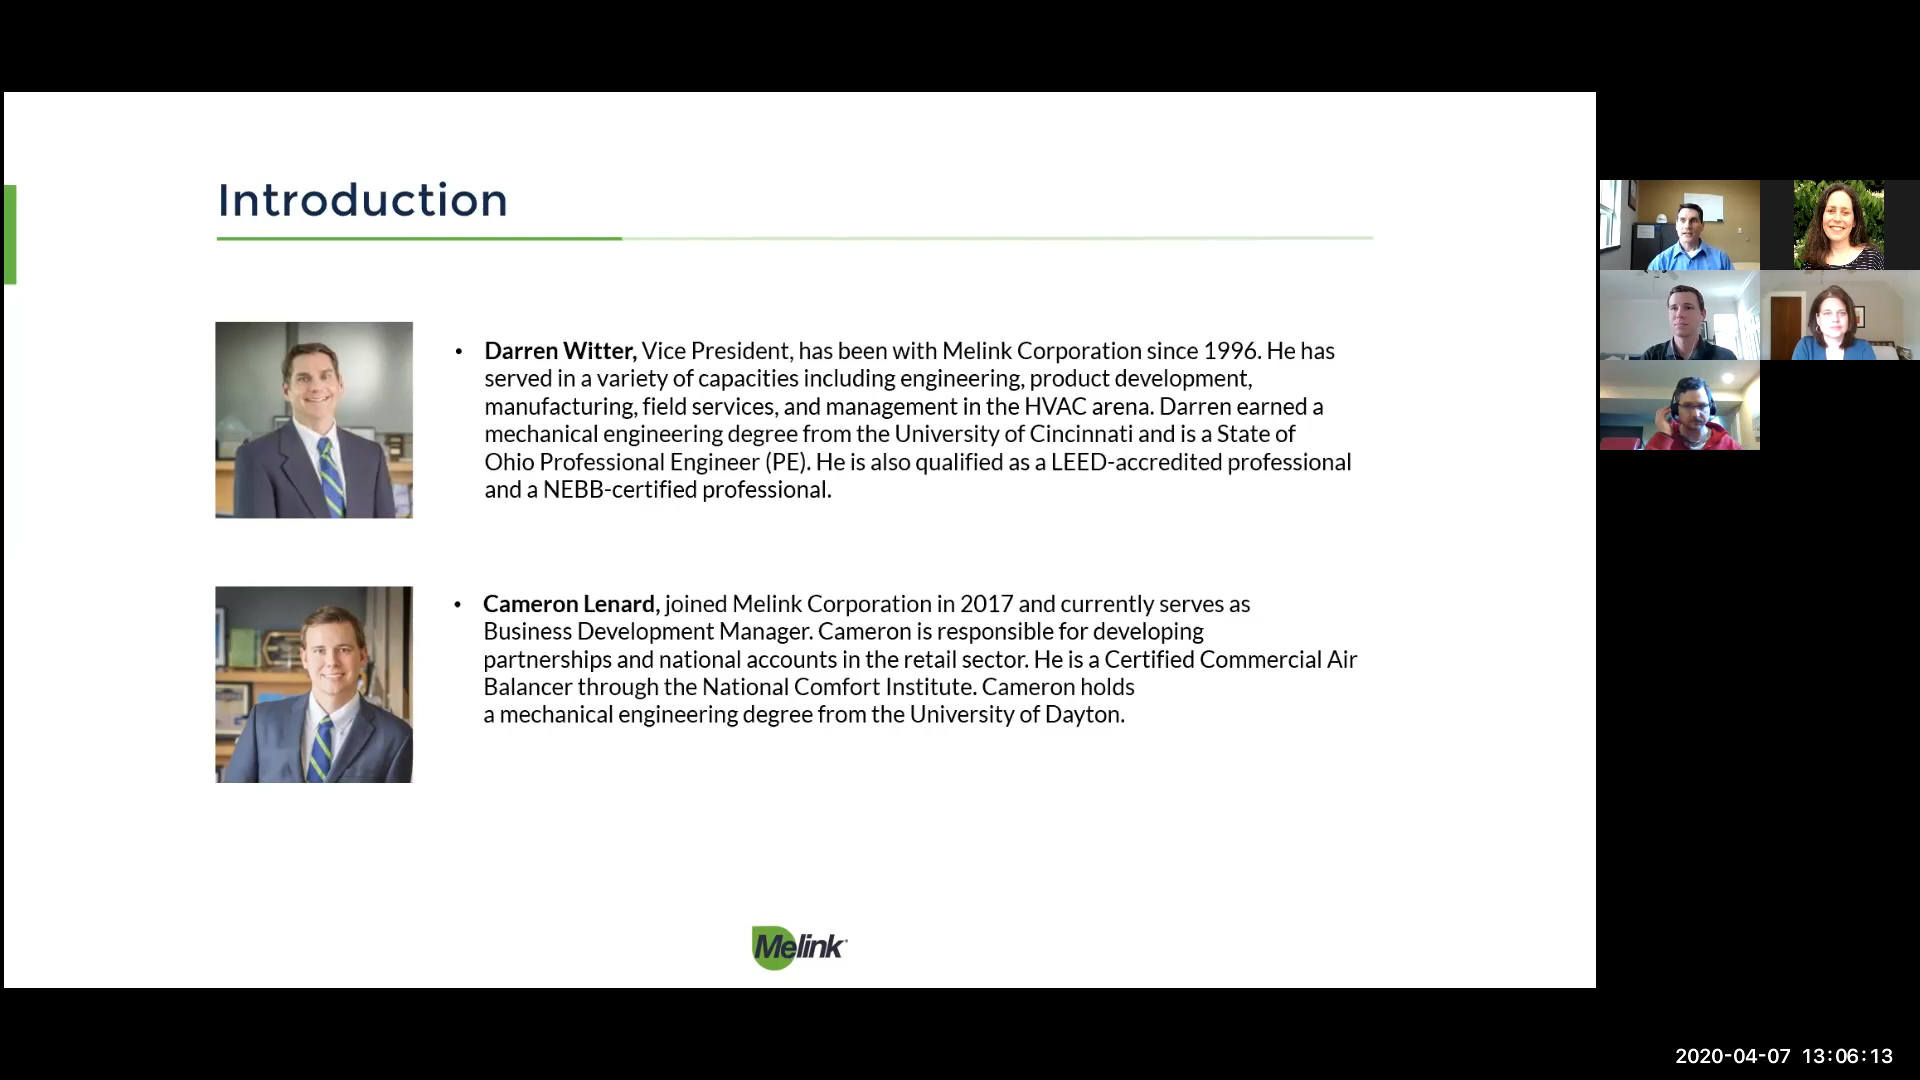 Introduction
• Darren Witter, Vice President, has been with Melink Corporation since 1996. He has
served in a variety of capacities including engineering, product development,
manufacturing, field services, and management in the HVAC arena. Darren earned a
mechanical engineering degree from the University of Cincinnati and is a State of
Ohio Professional Engineer (PE). He is also qualified as a LEED-accredited professional
and a NEBB-certified professional.
• Cameron Lenard, joined Melink Corporation in 2017 and currently serves as
Business Development Manager. Cameron is responsible for developing
partnerships and national accounts in the retail sector. He is a Certified Commercial Air
Balancer through the National Comfort Institute. Cameron holds
a mechanical engineering degree from the University of Dayton.
Melink
2020-04-07 13:06:13